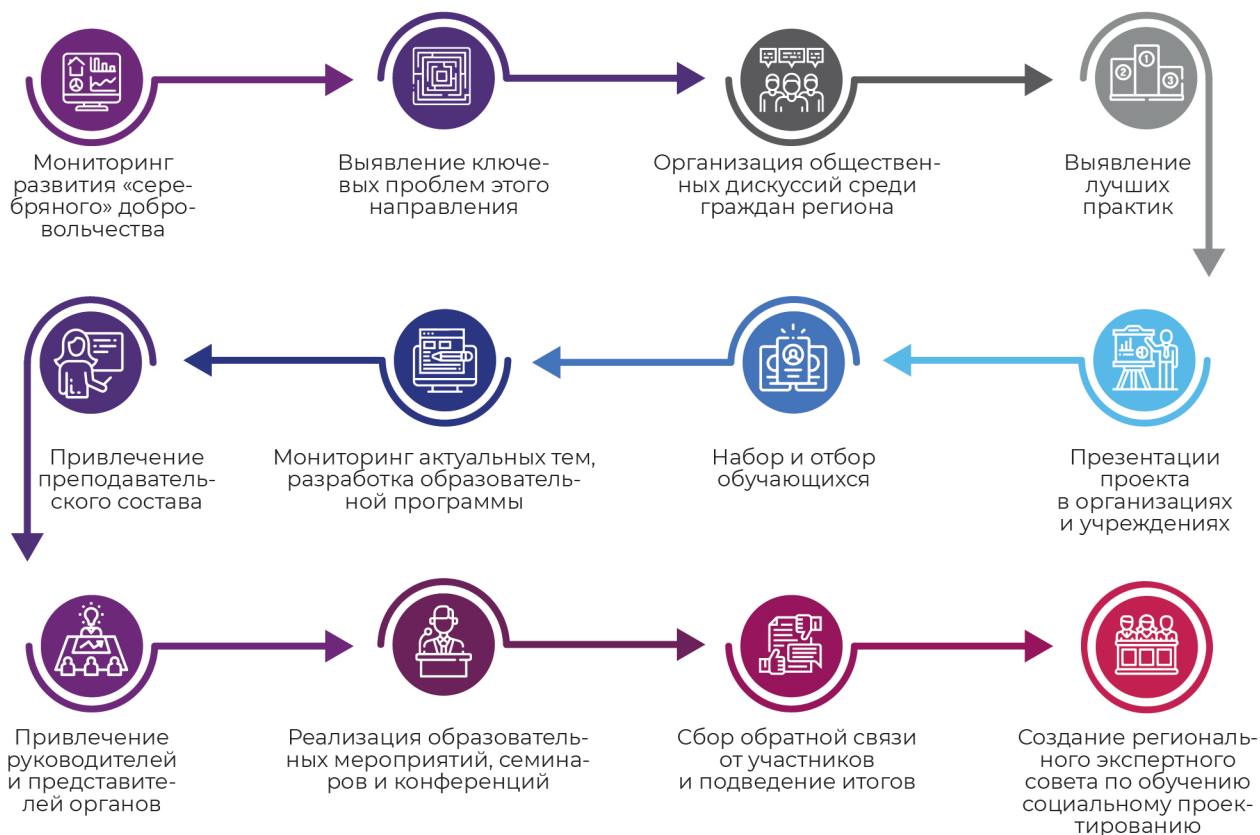 Мониторинг
развития «сере-
бряного» добро-
вольчества
Выявление ключе-
вых проблем этого
направления
Организация обществен-
ных дискуссий среди
граждан региона
2
1
3
Выявление
лучших
практик
Привлечение
преподаватель-
ского состава
Мониторинг актуальных тем,
разработка образователь-
ной программы
Набор и отбор
обучающихся
Презентации
проекта
в организациях
и учреждениях
Привлечение
руководителей
и представите-
лей органов
Реализация образователь-
ных мероприятий, семина-
ров и конференций
Сбор обратной связи
от участников
и подведение итогов
Создание региональ-
ного экспертного
совета по обучению
социальному проек-
тированию